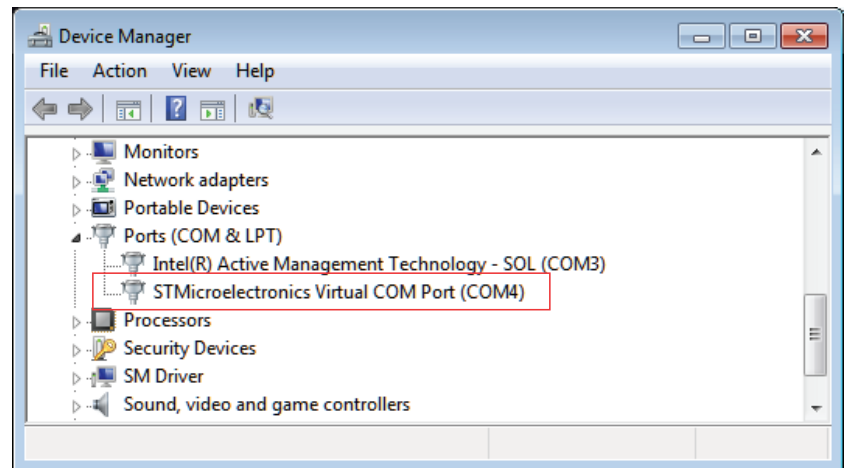 Device Manager
File Action View Help
Monitors
Network adapters
Portable Devices
Ports (COM & LPT)
Intel(R) Active Management Technology - SOL (COM3)
STMicroelectronics Virtual COM Port (COM4)
Processors
Security Devices
SM Driver
Sound, video and game controllers